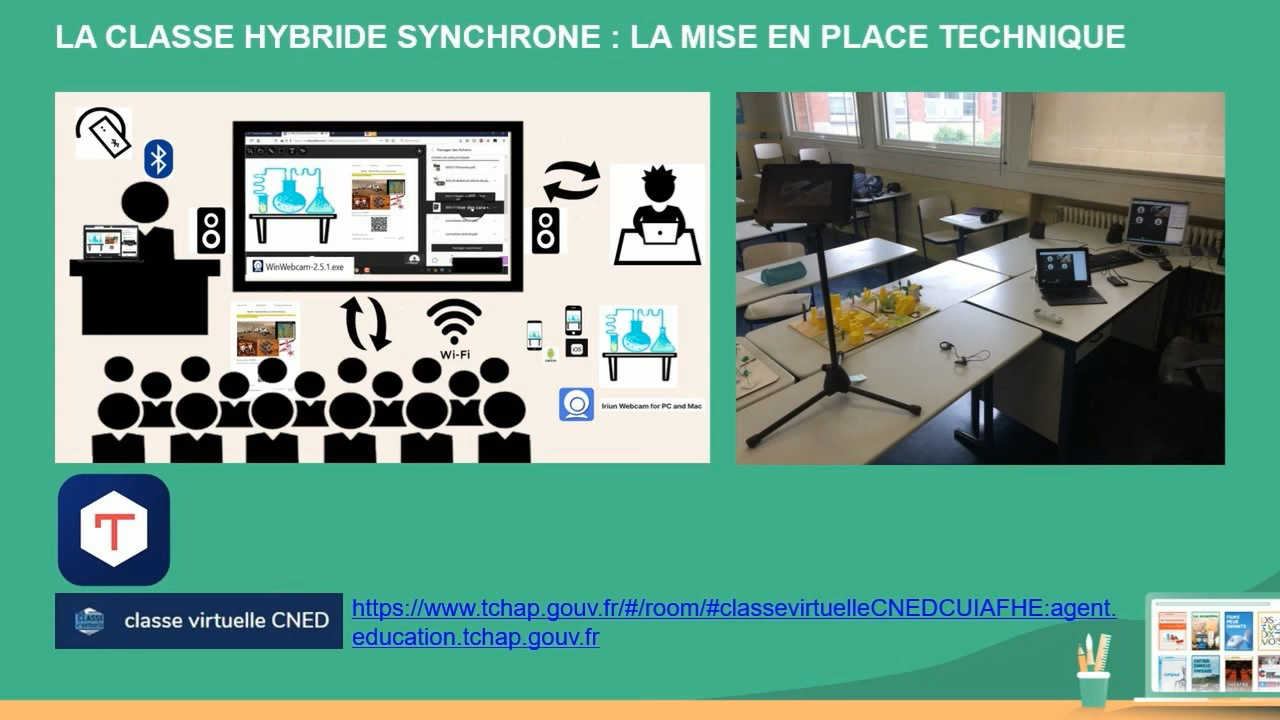 LA CLASSE HYBRIDE SYNCHRONE : LA MISE EN PLACE TECHNIQUE
WinWebcam-2.5.1.exe
Wi-Fi
iOS
Iriun Webcam for PC and Mac
T
classe virtuelle CNED
https://www.tchap.gouv.fr/#/room/#classevirtuelleCNEDCUIAFHE:agent.
education.tchap.gouv.fr